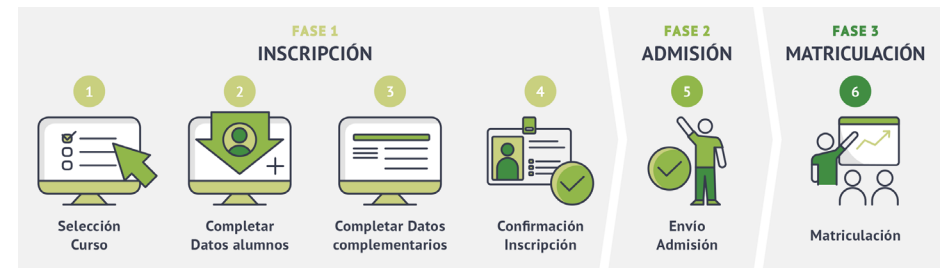 FASE 1
INSCRIPCIÓN
1
2
3
4
Selección
Curso
Completar
Datos alumnos
Completar Datos
complementarios
Confirmación
Inscripción
FASE 2
ADMISIÓN
5
Envío
Admisión
FASE 3
MATRICULACIÓN
6
Matriculación